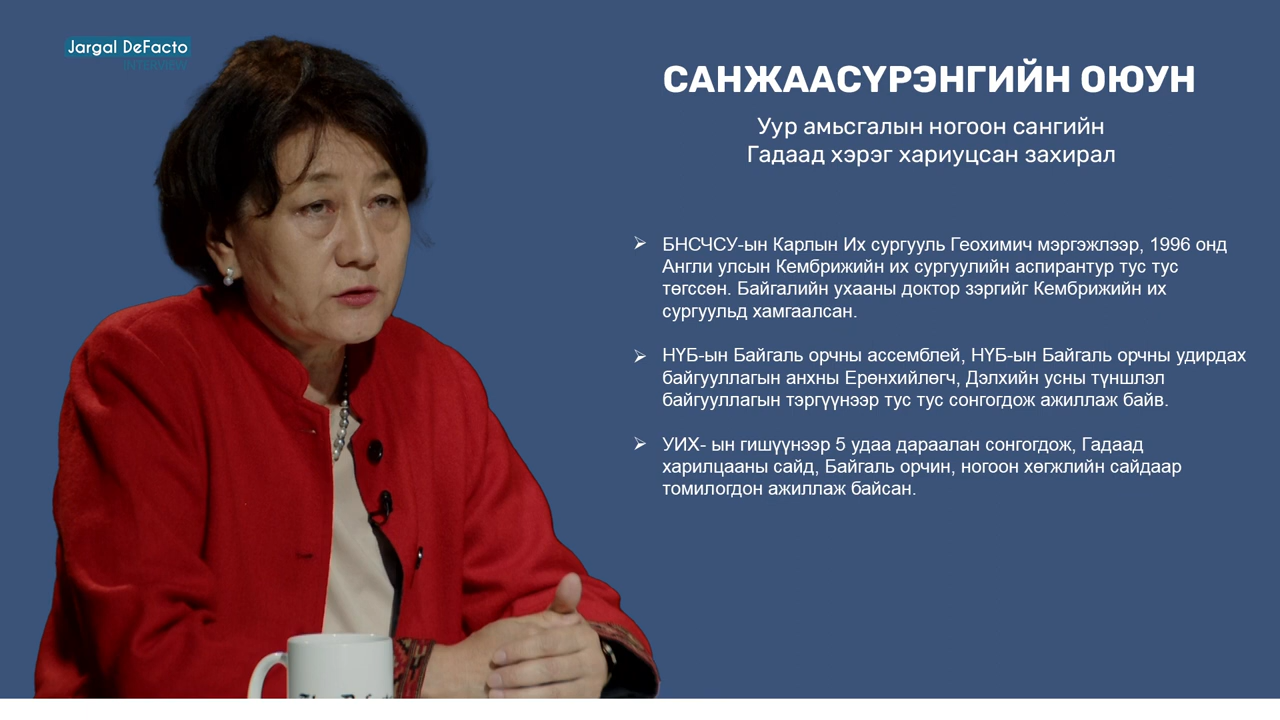 Jargal DeFacto
INTERVIEW
САНЖААСҮРЭНГИЙН ОЮУН
Уур амьсгалын ногоон сангийн
Гадаад хэрэг хариуцсан захирал
БНСЧСУ-ын Карлын Их сургууль Геохимич мэргэжлээр, 1996 онд
Англи улсын Кембрижийн их сургуулийн аспирантур тус тус
төгссөн. Байгалийн ухааны доктор зэргийг Кембрижийн их
сургуульд хамгаалсан.
НҮБ-ын Байгаль орчны ассемблей, НҮБ-ын Байгаль орчны удирдах
байгууллагын анхны Ерөнхийлөгч, Дэлхийн усны түншлэл
байгууллагын тэргүүнээр тус тус сонгогдож ажиллаж байв.
УИХ- ын гишүүнээр 5 удаа дараалан сонгогдож, Гадаад
харилцааны сайд, Байгаль орчин, ногоон хөгжлийн сайдаар
томилогдон ажиллаж байсан.